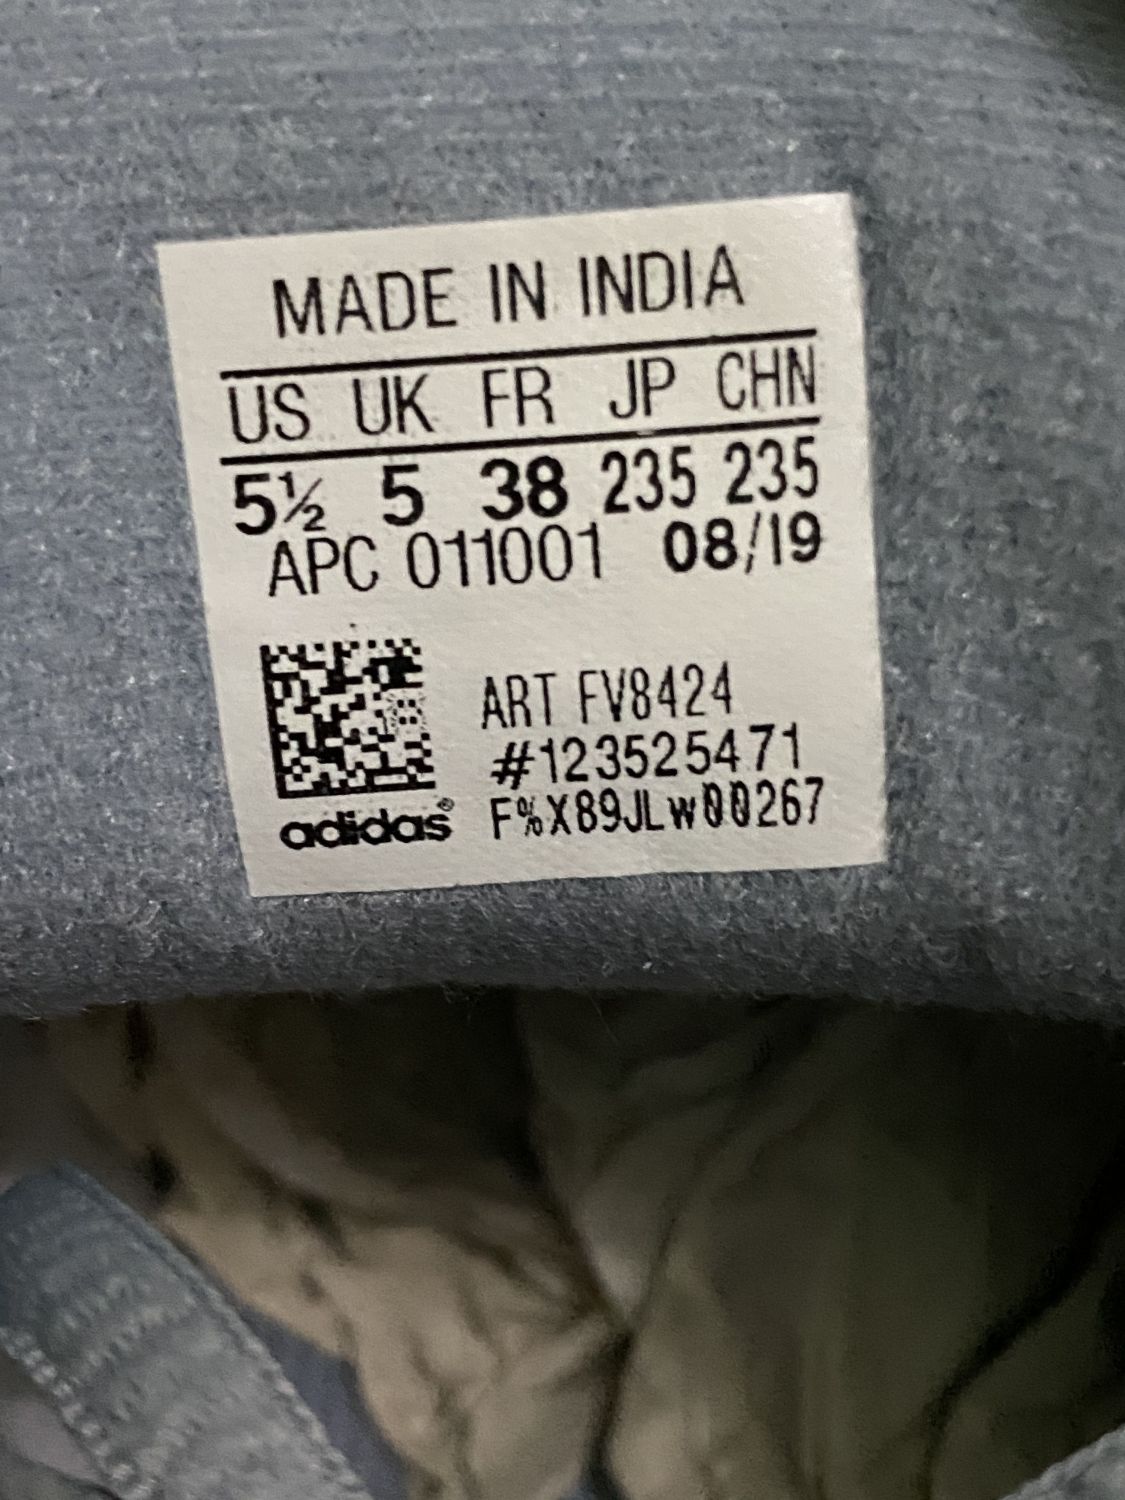 MADE IN INDIA
US UK FR JP CHN
5½ 5 38 235 235
APC 011001 08/19
ART FV8424
#123525471
adidas® F%X89JLW00267